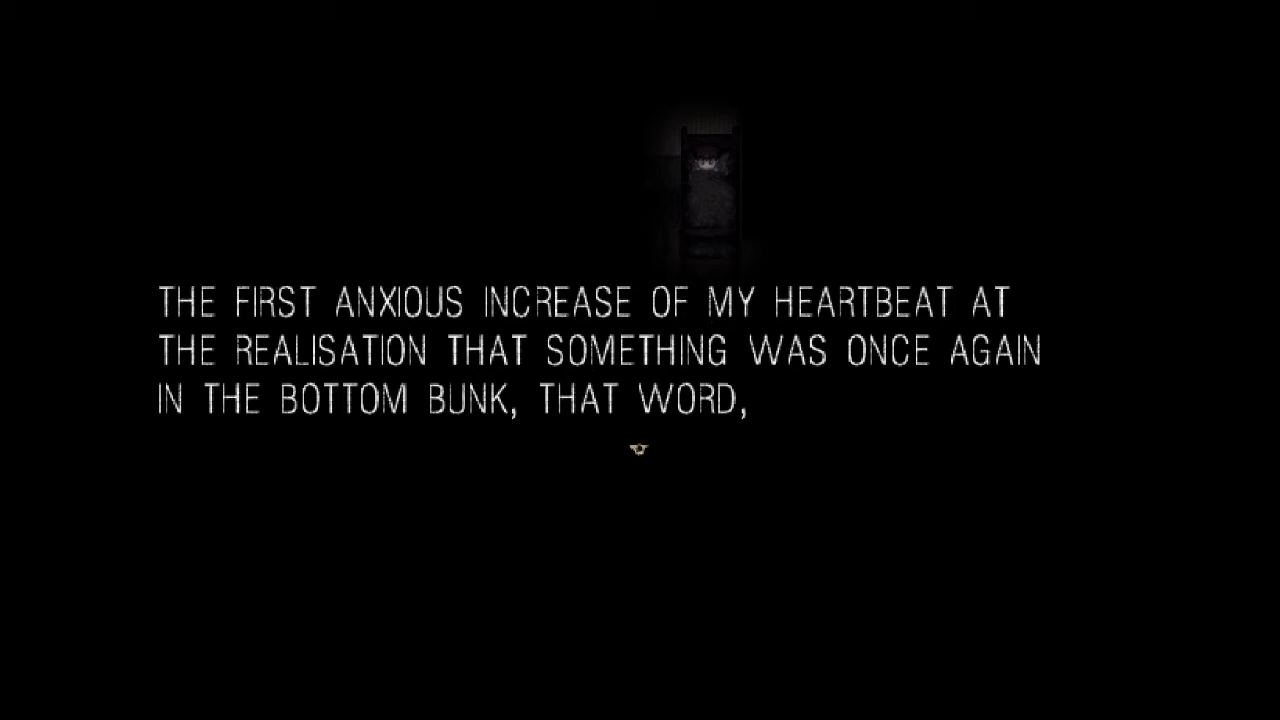 THE FIRST ANXIOUS INCREASE OF MY HEARTBEAT AT
THE REALISATION THAT SOMETHING WAS ONCE AGAIN
IN THE BOTTOM BUNK, THAT WORD,